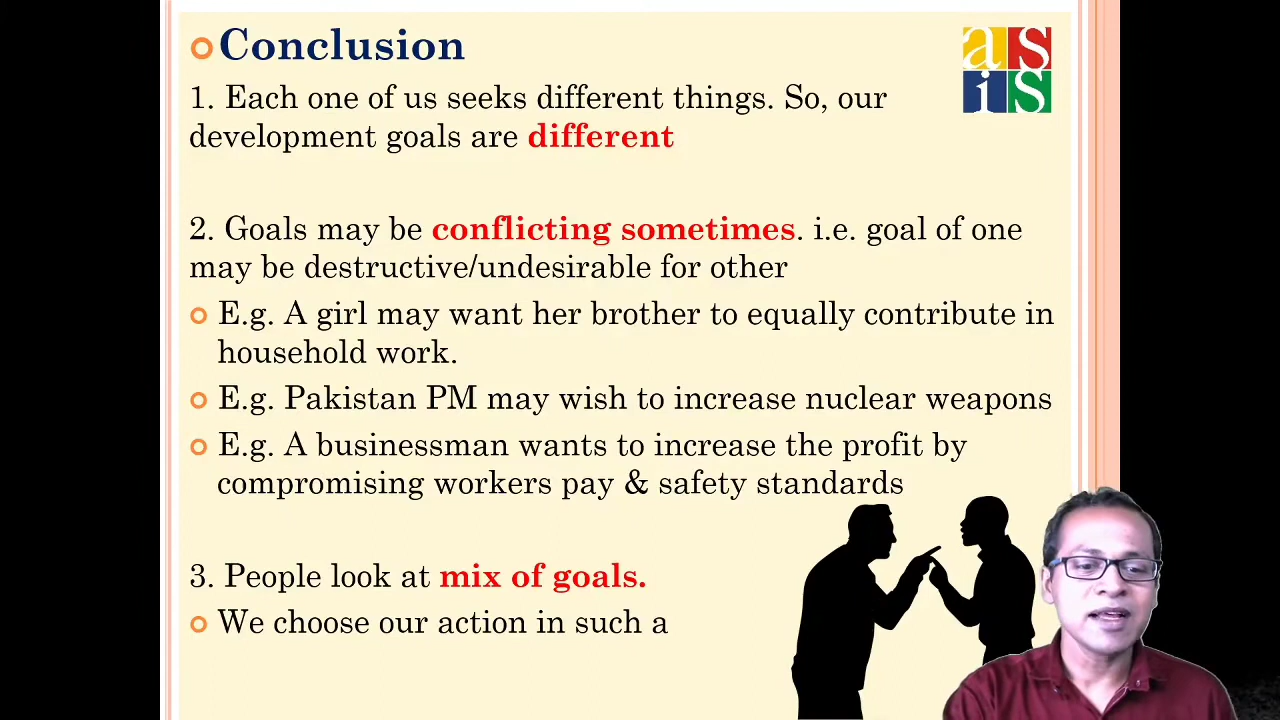 Conclusion
as
is
1. Each one of us seeks different things. So, our
development goals are different
2. Goals may be conflicting sometimes. i.e. goal of one
may be destructive/undesirable for other
E.g. A girl may want her brother to equally contribute in
household work.
E.g. Pakistan PM may wish to increase nuclear weapons
E.g. A businessman wants to increase the profit by
compromising workers pay & safety standards
3. People look at mix of goals.
We choose our action in such a